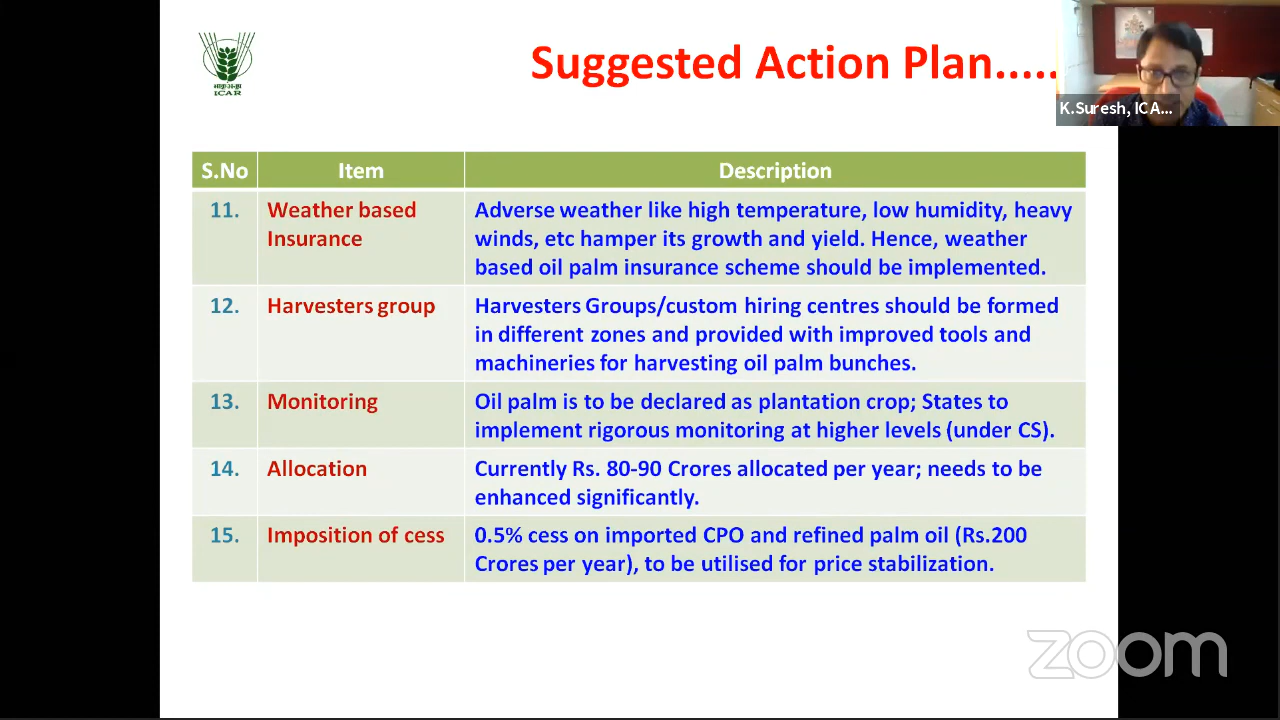 Suggested Action Plan.....
ICAR
K.Suresh, ICA...
S.No Item Description
11. Weather based Insurance Adverse weather like high temperature, low humidity, heavy
winds, etc hamper its growth and yield. Hence, weather
based oil palm insurance scheme should be implemented.
12. Harvesters group Harvesters Groups/custom hiring centres should be formed
in different zones and provided with improved tools and
machineries for harvesting oil palm bunches.
13. Monitoring Oil palm is to be declared as plantation crop; States to
implement rigorous monitoring at higher levels (under CS).
14. Allocation Currently Rs. 80-90 Crores allocated per year; needs to be
enhanced significantly.
15. Imposition of cess 0.5% cess on imported CPO and refined palm oil (Rs.200
Crores per year), to be utilised for price stabilization.
zoom